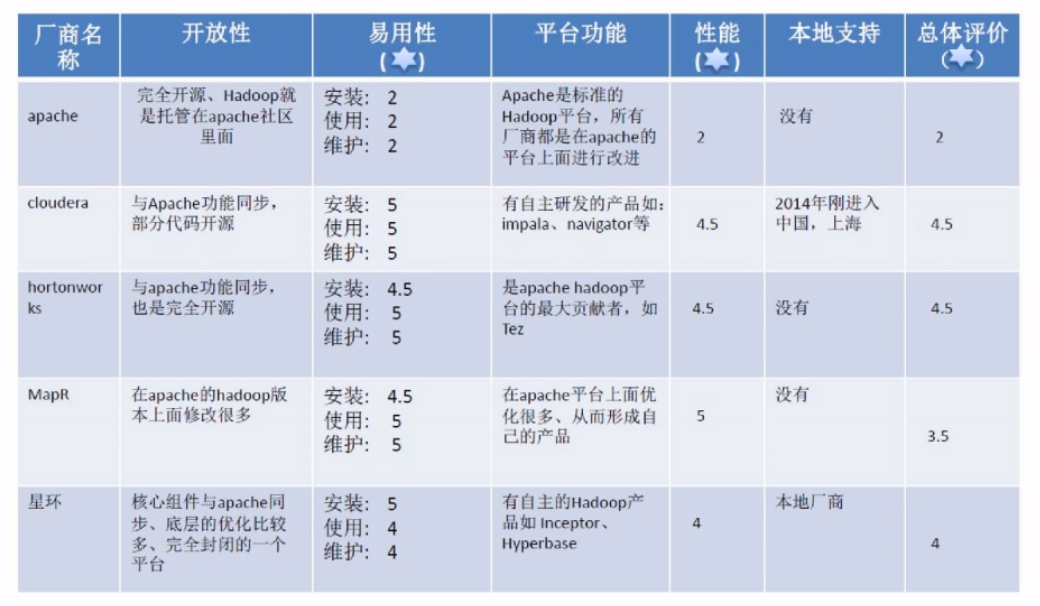 厂商名
称
开放性
易用性
( )
平台功能
性能
( )
本地支持
总体评价
( )
apache
完全开源、Hadoop就
是托管在apache社区
里面
安装: 2
使用: 2
维护: 2
Apache是标准的
Hadoop平台，所有
厂商都是在apache的
平台上面进行改进
2
没有
2
cloudera
与Apache功能同步，
部分代码开源
安装: 5
使用: 5
维护: 5
有自主研发的产品如：
impala、navigator等
4.5
2014年刚进入
中国，上海
4.5
hortonwor
ks
与apache功能同步，
也是完全开源
安装: 4.5
使用: 5
维护: 5
是apache hadoop平
台的最大贡献者，如
Tez
4.5
没有
4.5
MapR
在apache的hadoop版
本上面修改很多
安装: 4.5
使用: 5
维护: 5
在apache平台上面优
化很多、从而形成自
己的产品
5
没有
3.5
星环
核心组件与apache同
步、底层的优化比较
多、完全封闭的一个
平台
安装: 5
使用: 4
维护: 4
有自主的Hadoop产
品如 Inceptor、
Hyperbase
4
本地厂商
4